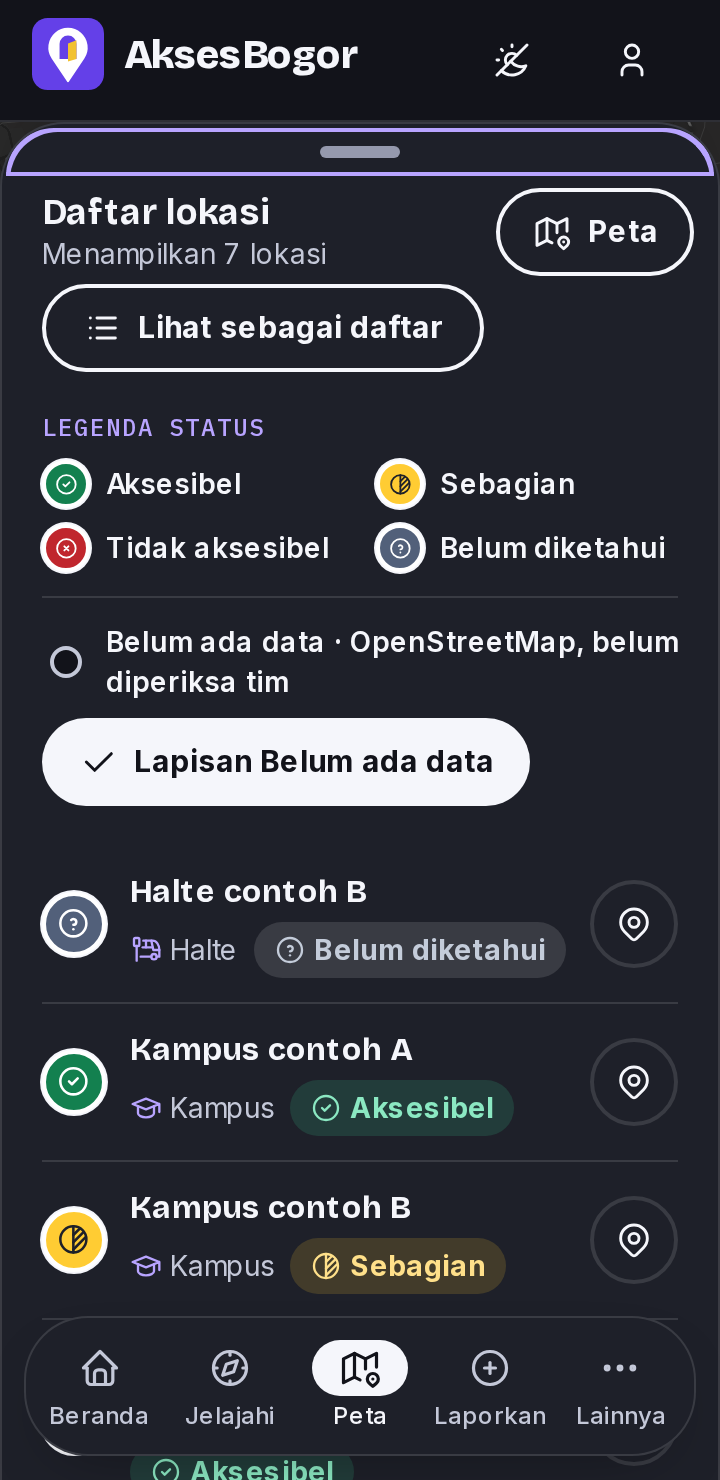 AksesBogor
Daftar lokasi
Menampilkan 7 lokasi
Peta
Lihat sebagai daftar
LEGENDA STATUS
Aksesibel
Sebagian
Tidak aksesibel
Belum diketahui
Belum ada data · OpenStreetMap, belum
diperiksa tim
Lapisan Belum ada data
Halte contoh B
Halte
Belum diketahui
Kampus contoh A
Kampus
Aksesibel
Kampus contoh B
Kampus
Sebagian
Beranda
Jelajahi
Peta
Laporkan
Lainnya
Aksesibel